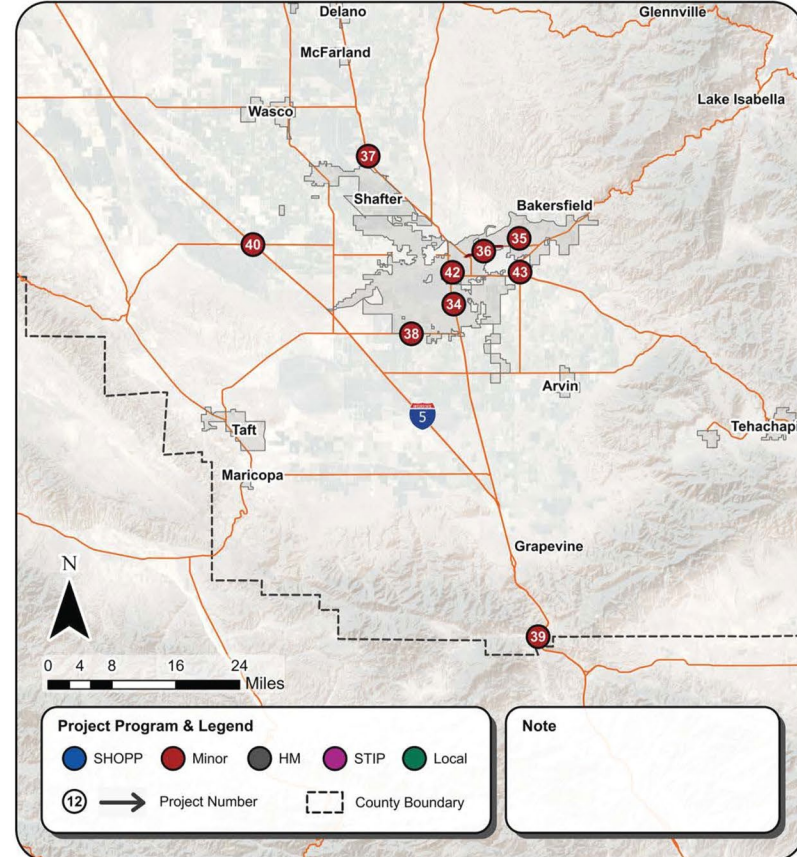 Delano
Glennville
McFarland
Lake Isabella
Wasco
37
Shafter
Bakersfield
35
36
40
42
43
34
38
Arvin
5
Taft
Tehachapi
Maricopa
Grapevine
N
39
0 4 8 16 24
Miles
Project Program & Legend
SHOPP Minor HM STIP Local
12 Project Number County Boundary
Note